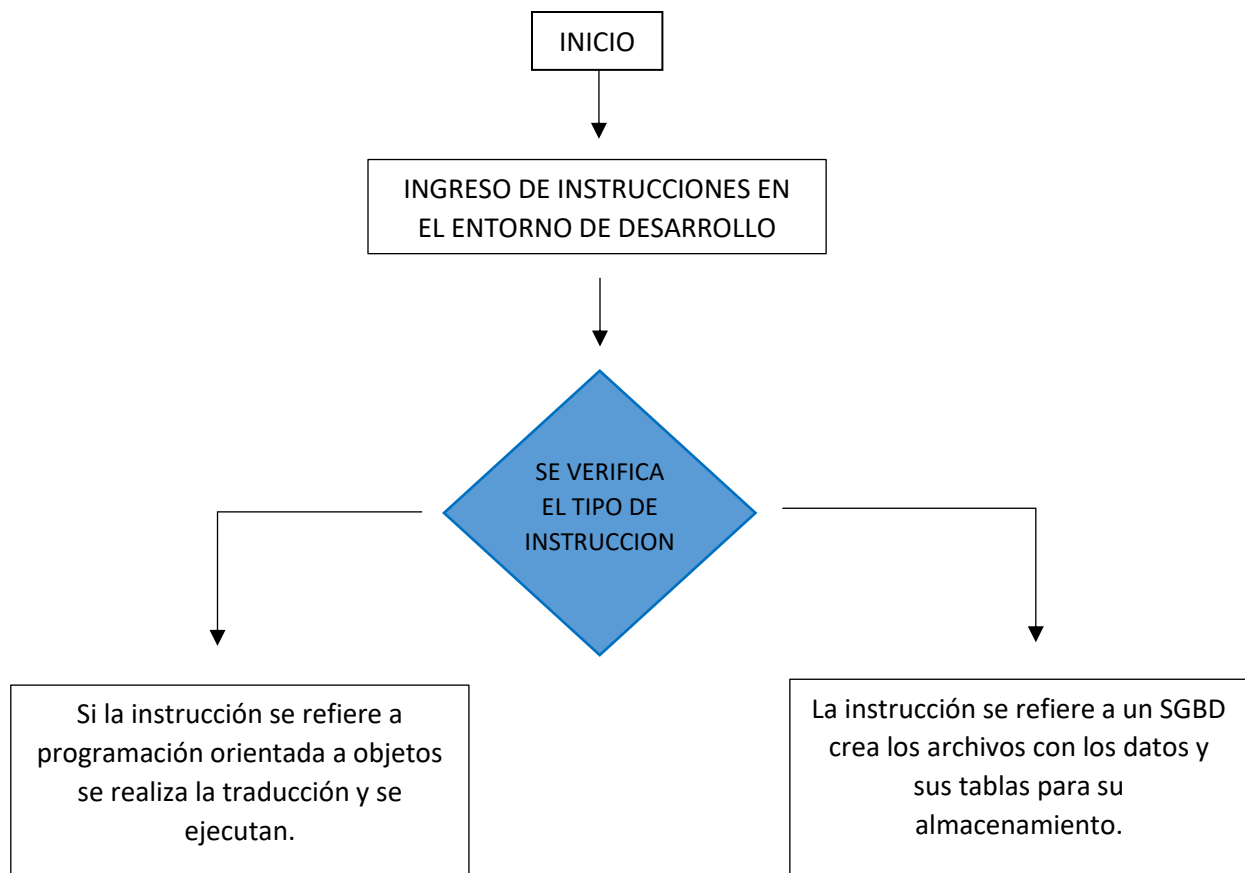 INICIO
INGRESO DE INSTRUCCIONES EN
EL ENTORNO DE DESARROLLO
SE VERIFICA
EL TIPO DE
INSTRUCCION
Si la instrucción se refiere a
programación orientada a objetos
se realiza la traducción y se
ejecutan.
La instrucción se refiere a un SGBD
crea los archivos con los datos y
sus tablas para su
almacenamiento.